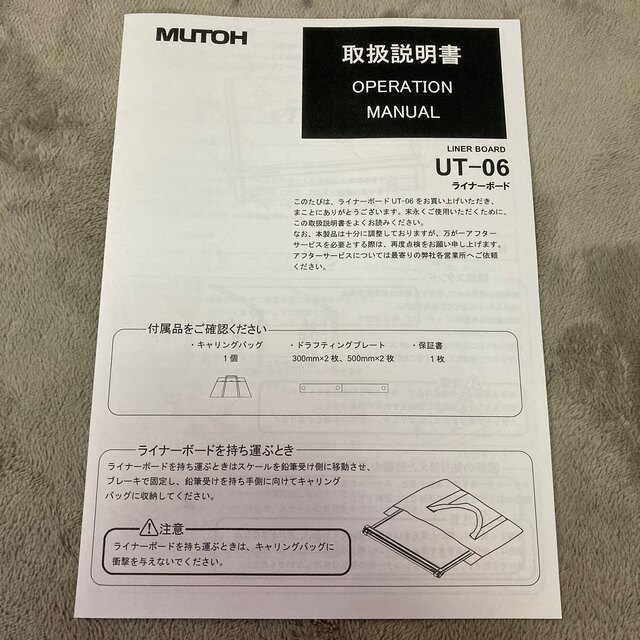 MUTOH
取扱説明書
OPERATION
MANUAL
LINER BOARD
UT-06
ライナーボード
このたびは、ライナーボード UT-06 をお買い上げいただき、
まことにありがとうございます。末永くご使用いただくために、
この取扱説明書をよくお読みください。
なお、本製品は十分に調整しておりますが、万が一アフター
サービスを必要とする際は、再度点検をお願い申し上げます。
アフターサービスについては最寄りの弊社各営業所へご依頼
ください。
付属品をご確認ください
・キャリングバッグ ・ドラフティングプレート ・保証書
1個 300mm×2枚、500mm×2枚 1枚
ライナーボードを持ち運ぶとき
ライナーボードを持ち運ぶときはスケールを鉛筆受け側に移動させ、
ブレーキで固定し、鉛筆受けを持ち手側に向けてキャリング
バッグに収納してください。
注意
ライナーボードを持ち運ぶときは、キャリングバッグに
衝撃を与えないでください。